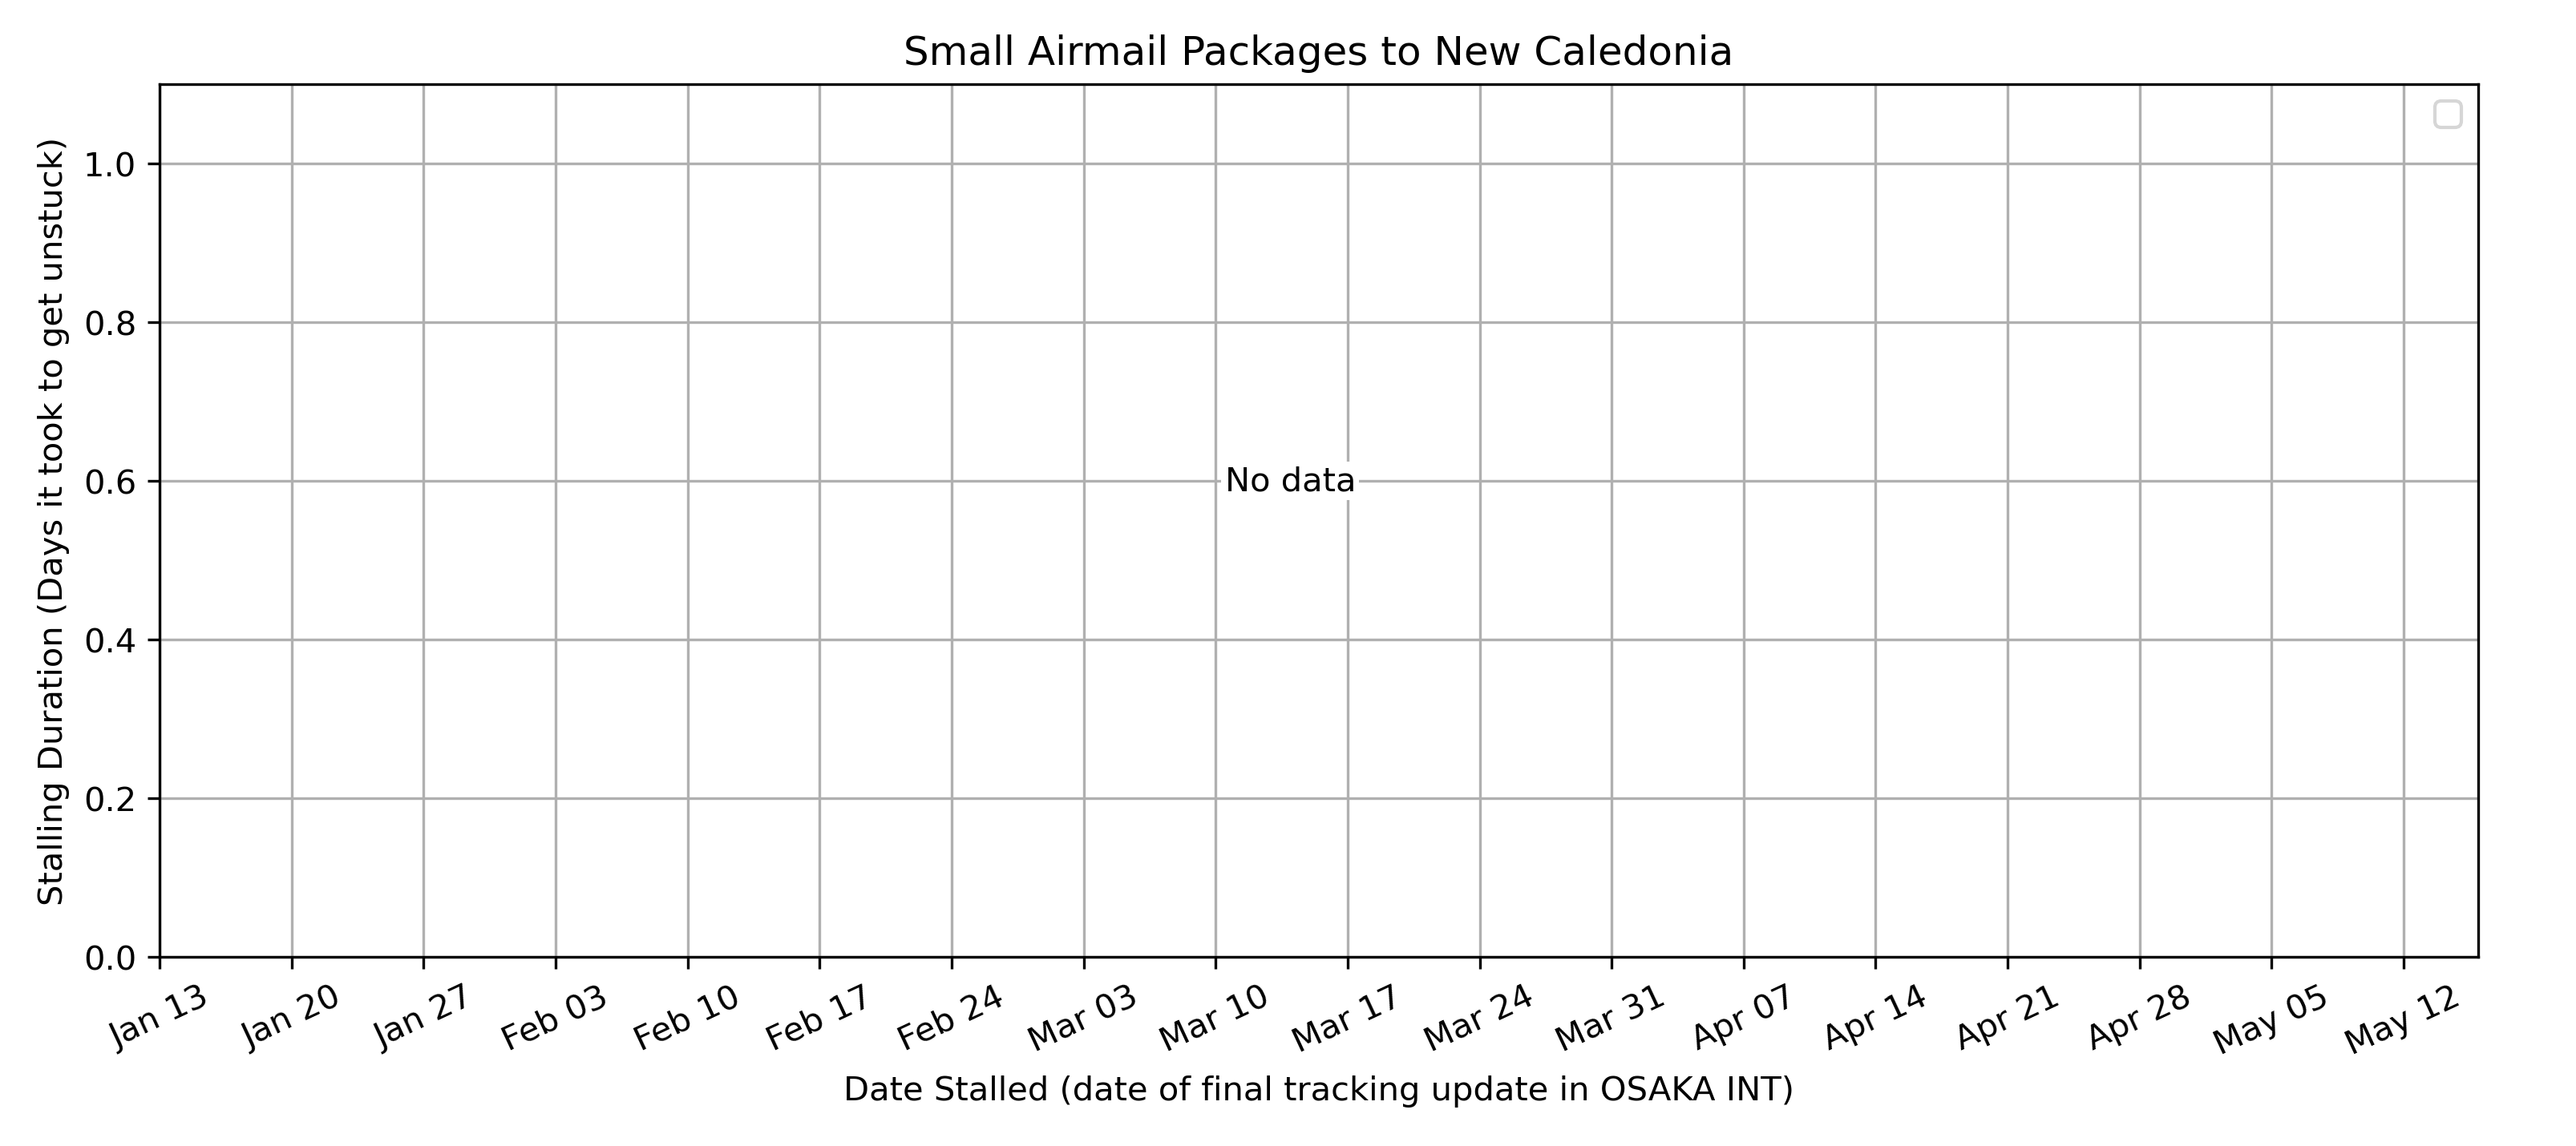 Small Airmail Packages to New Caledonia
Stalling Duration (Days it took to get unstuck)
1.0
0.8
0.6
0.4
0.2
0.0
No data
Jan 13
Jan 20
Jan 27
Feb 03
Feb 10
Feb 17
Feb 24
Mar 03
Mar 10
Mar 17
Mar 24
Mar 31
Apr 07
Apr 14
Apr 21
Apr 28
May 05
May 12
Date Stalled (date of final tracking update in OSAKA INT)